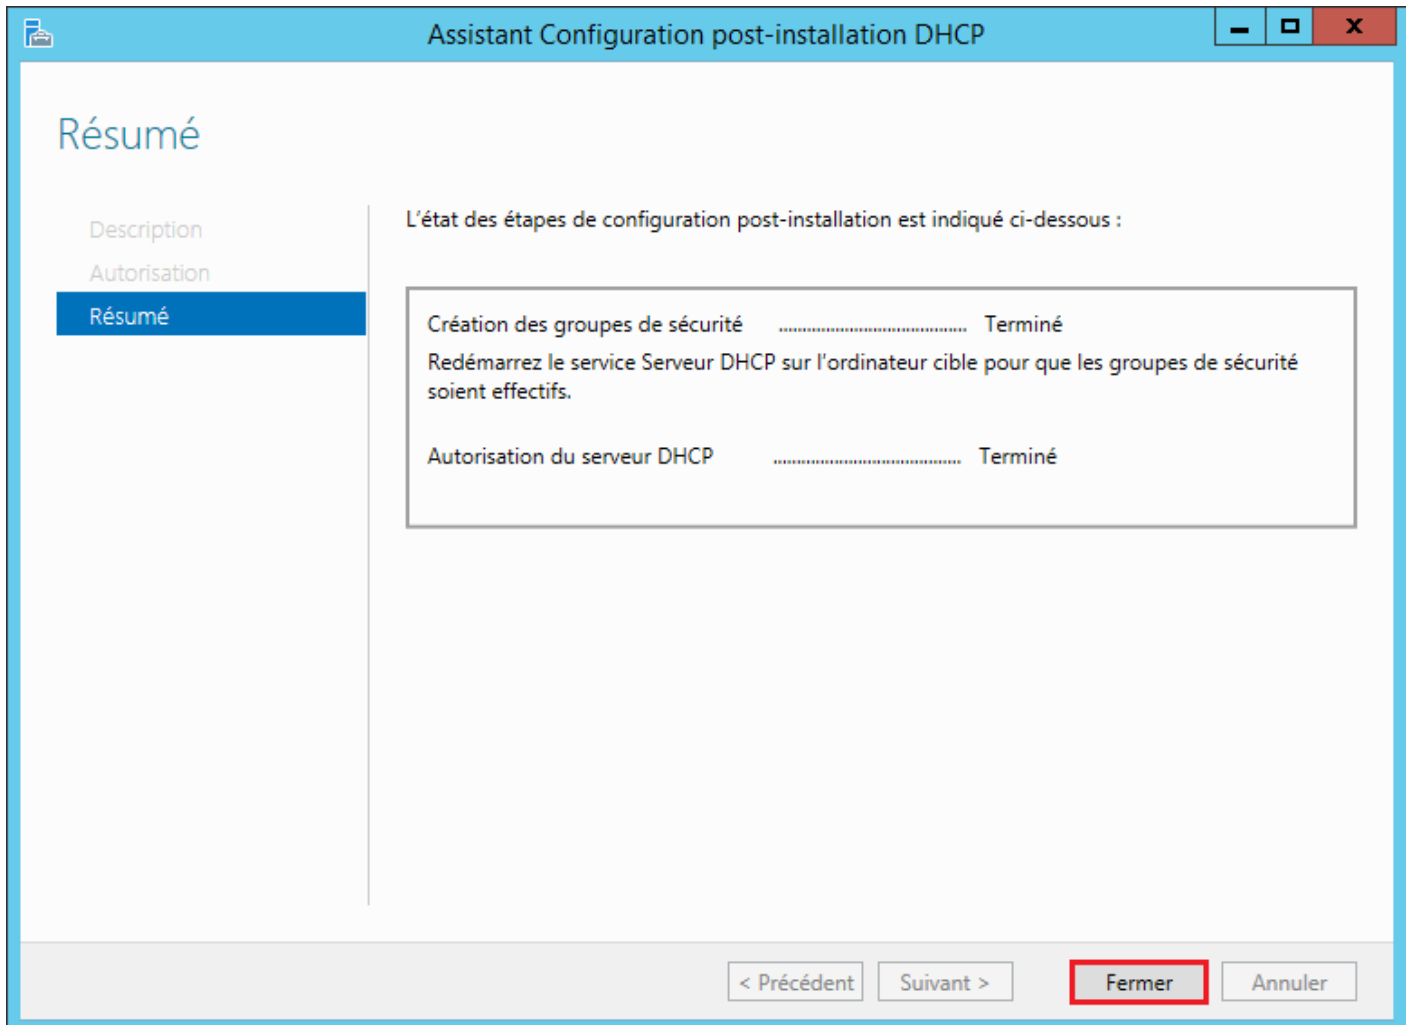 Assistant Configuration post-installation DHCP
x
Résumé
Description
Autorisation
Résumé
L'état des étapes de configuration post-installation est indiqué ci-dessous :
Création des groupes de sécurité ........................................ Terminé
Redémarrez le service Serveur DHCP sur l'ordinateur cible pour que les groupes de sécurité
soient effectifs.
Autorisation du serveur DHCP ........................................ Terminé
< Précédent Suivant > Fermer Annuler